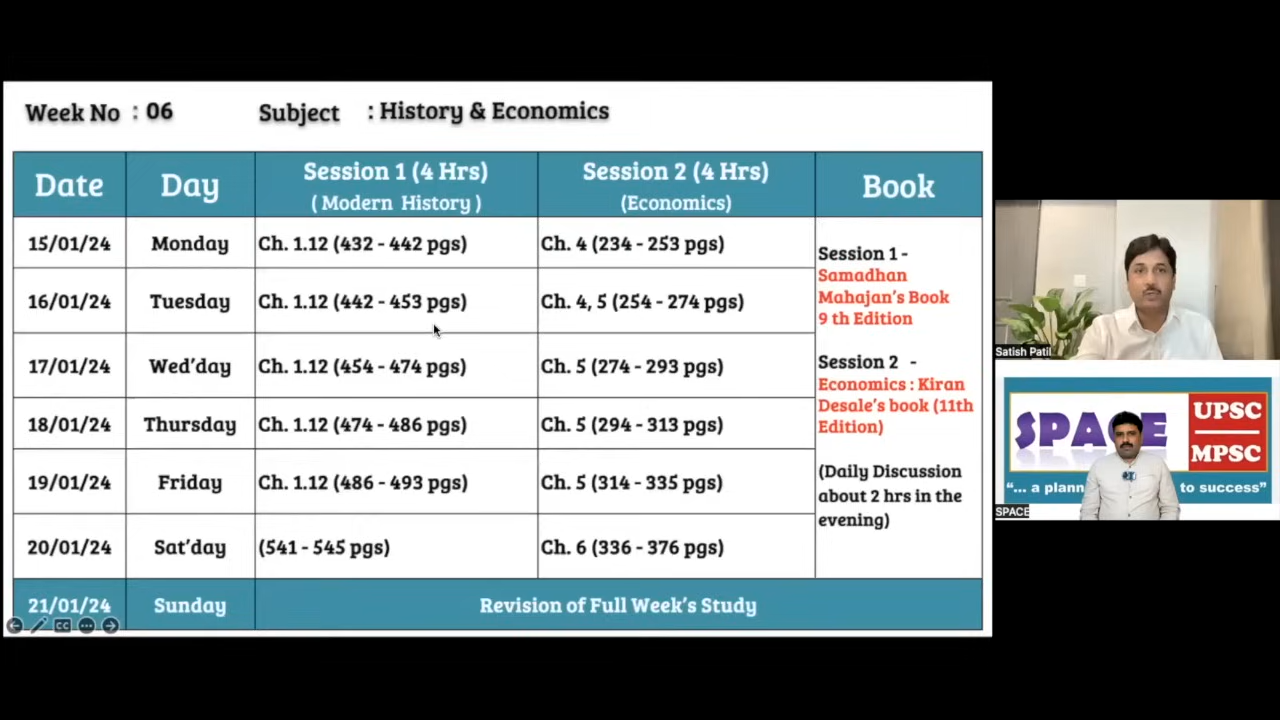 Week No : 06 Subject : History & Economics
Date Day Session 1 (4 Hrs) Session 2 (4 Hrs) Book
( Modern History ) (Economics)
15/01/24 Monday Ch. 1.12 (432 - 442 pgs) Ch. 4 (234 - 253 pgs)
16/01/24 Tuesday Ch. 1.12 (442 - 453 pgs) Ch. 4, 5 (254 - 274 pgs)
17/01/24 Wed'day Ch. 1.12 (454 - 474 pgs) Ch. 5 (274 - 293 pgs)
18/01/24 Thursday Ch. 1.12 (474 - 486 pgs) Ch. 5 (294 - 313 pgs)
19/01/24 Friday Ch. 1.12 (486 - 493 pgs) Ch. 5 (314 - 335 pgs)
20/01/24 Sat'day (541 - 545 pgs) Ch. 6 (336 - 376 pgs)
Session 1 -
Samadhan
Mahajan's Book
9 th Edition
Session 2 -
Economics : Kiran
Desale's book (11th
Edition)
(Daily Discussion
about 2 hrs in the
evening)
21/01/24 Sunday Revision of Full Week's Study
CC
Satish Patil
SPACE UPSC
MPSC
"... a plann to success"
SPACE